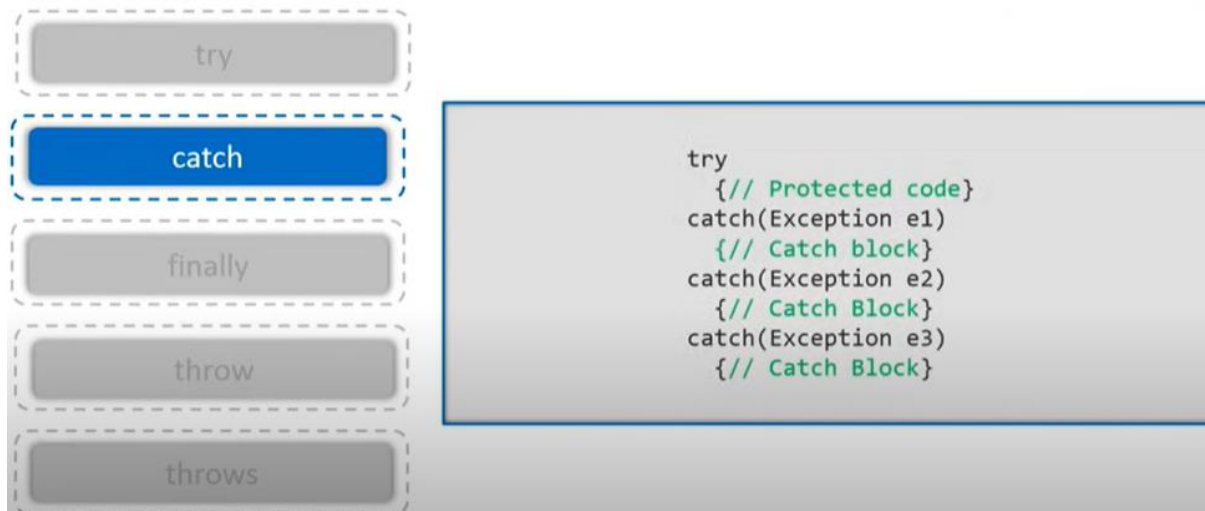 try
catch
finally
throw
throws
try
{// Protected code}
catch(Exception e1)
{// Catch block}
catch(Exception e2)
{// Catch Block}
catch(Exception e3)
{// Catch Block}